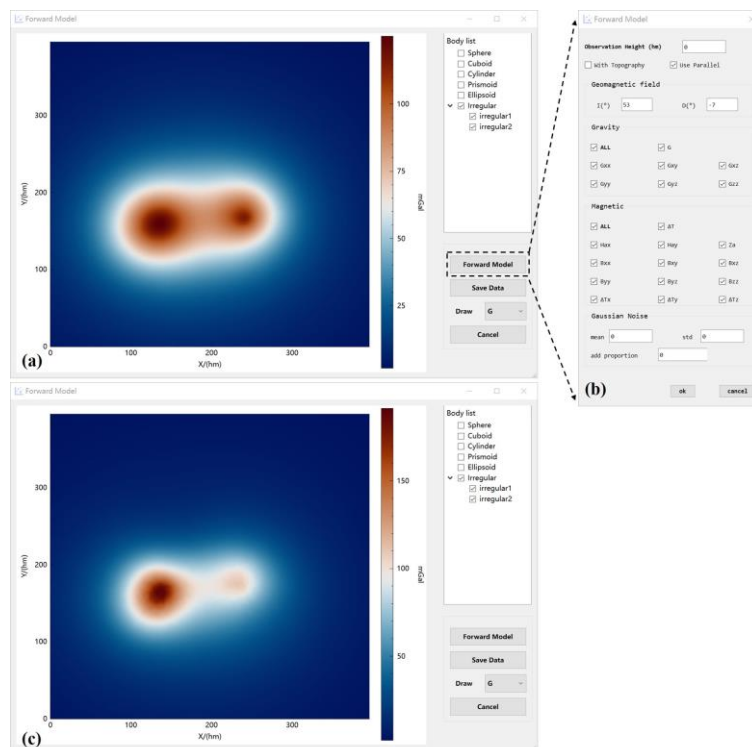 Forward Model
400
300
200
100
0
0
100
200
300
Y/(hm)
X/(hm)
100
75
50
25
mGal
(a)
Body list
Sphere
Cuboid
Cylinder
Prismoid
Ellipsoid
Irregular
irregular1
irregular2
Forward Model
Save Data
Draw G
Cancel
Forward Model
Observation Height (hm) 0
With Topography Use Parallel
Geomagnetic field
I(°) 53 D(°) -7
Gravity
ALL G
Gxx Gxy Gxz
Gyy Gyz Gzz
Magnetic
ALL ΔT
Hax Hay Za
Bxx Bxy Bxz
Byy Byz Bzz
ΔTx ΔTy ΔTz
Gaussian Noise
mean 0 std 0
add proportion 0
ok cancel
(b)
Forward Model
300
200
100
0
0
100
200
300
Y/(hm)
X/(hm)
150
100
50
mGal
(c)
Body list
Sphere
Cuboid
Cylinder
Prismoid
Ellipsoid
Irregular
irregular1
irregular2
Forward Model
Save Data
Draw G
Cancel